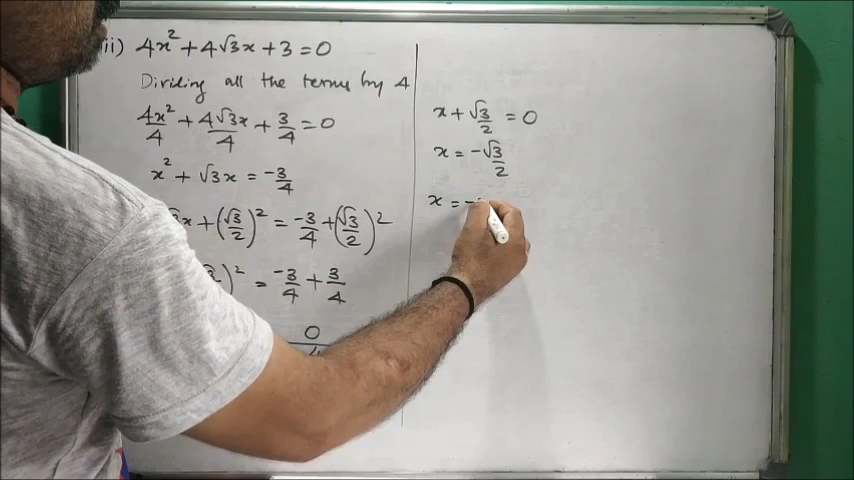 ii) 4x² + 4√3x + 3 = 0
Dividing all the terms by 4
4x²/4 + 4√3x/4 + 3/4 = 0
x² + √3x = -3/4
x + (√3/2)² = -3/4 + (√3/2)²
)² = -3/4 + 3/4
0/4
x + √3/2 = 0
x = -√3/2
x = -